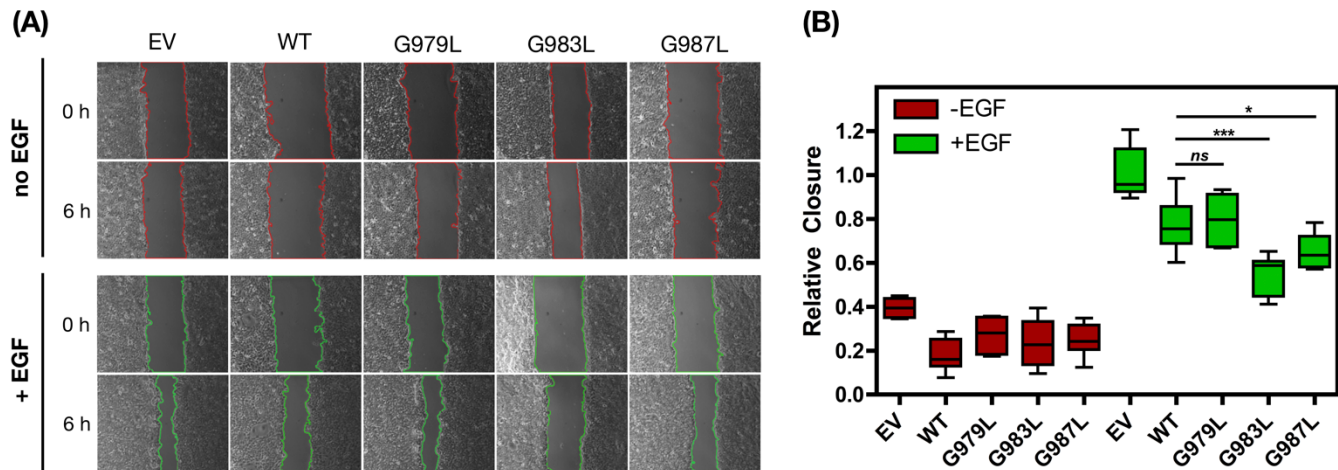 (A)
EV WT G979L G983L G987L
no EGF
0 h
6 h
+ EGF
0 h
6 h
(B)
-EGF
+EGF
*
***
ns
Relative Closure
1.2
1.0
0.8
0.6
0.4
0.2
0.0
EV WT G979L G983L G987L EV WT G979L G983L G987L